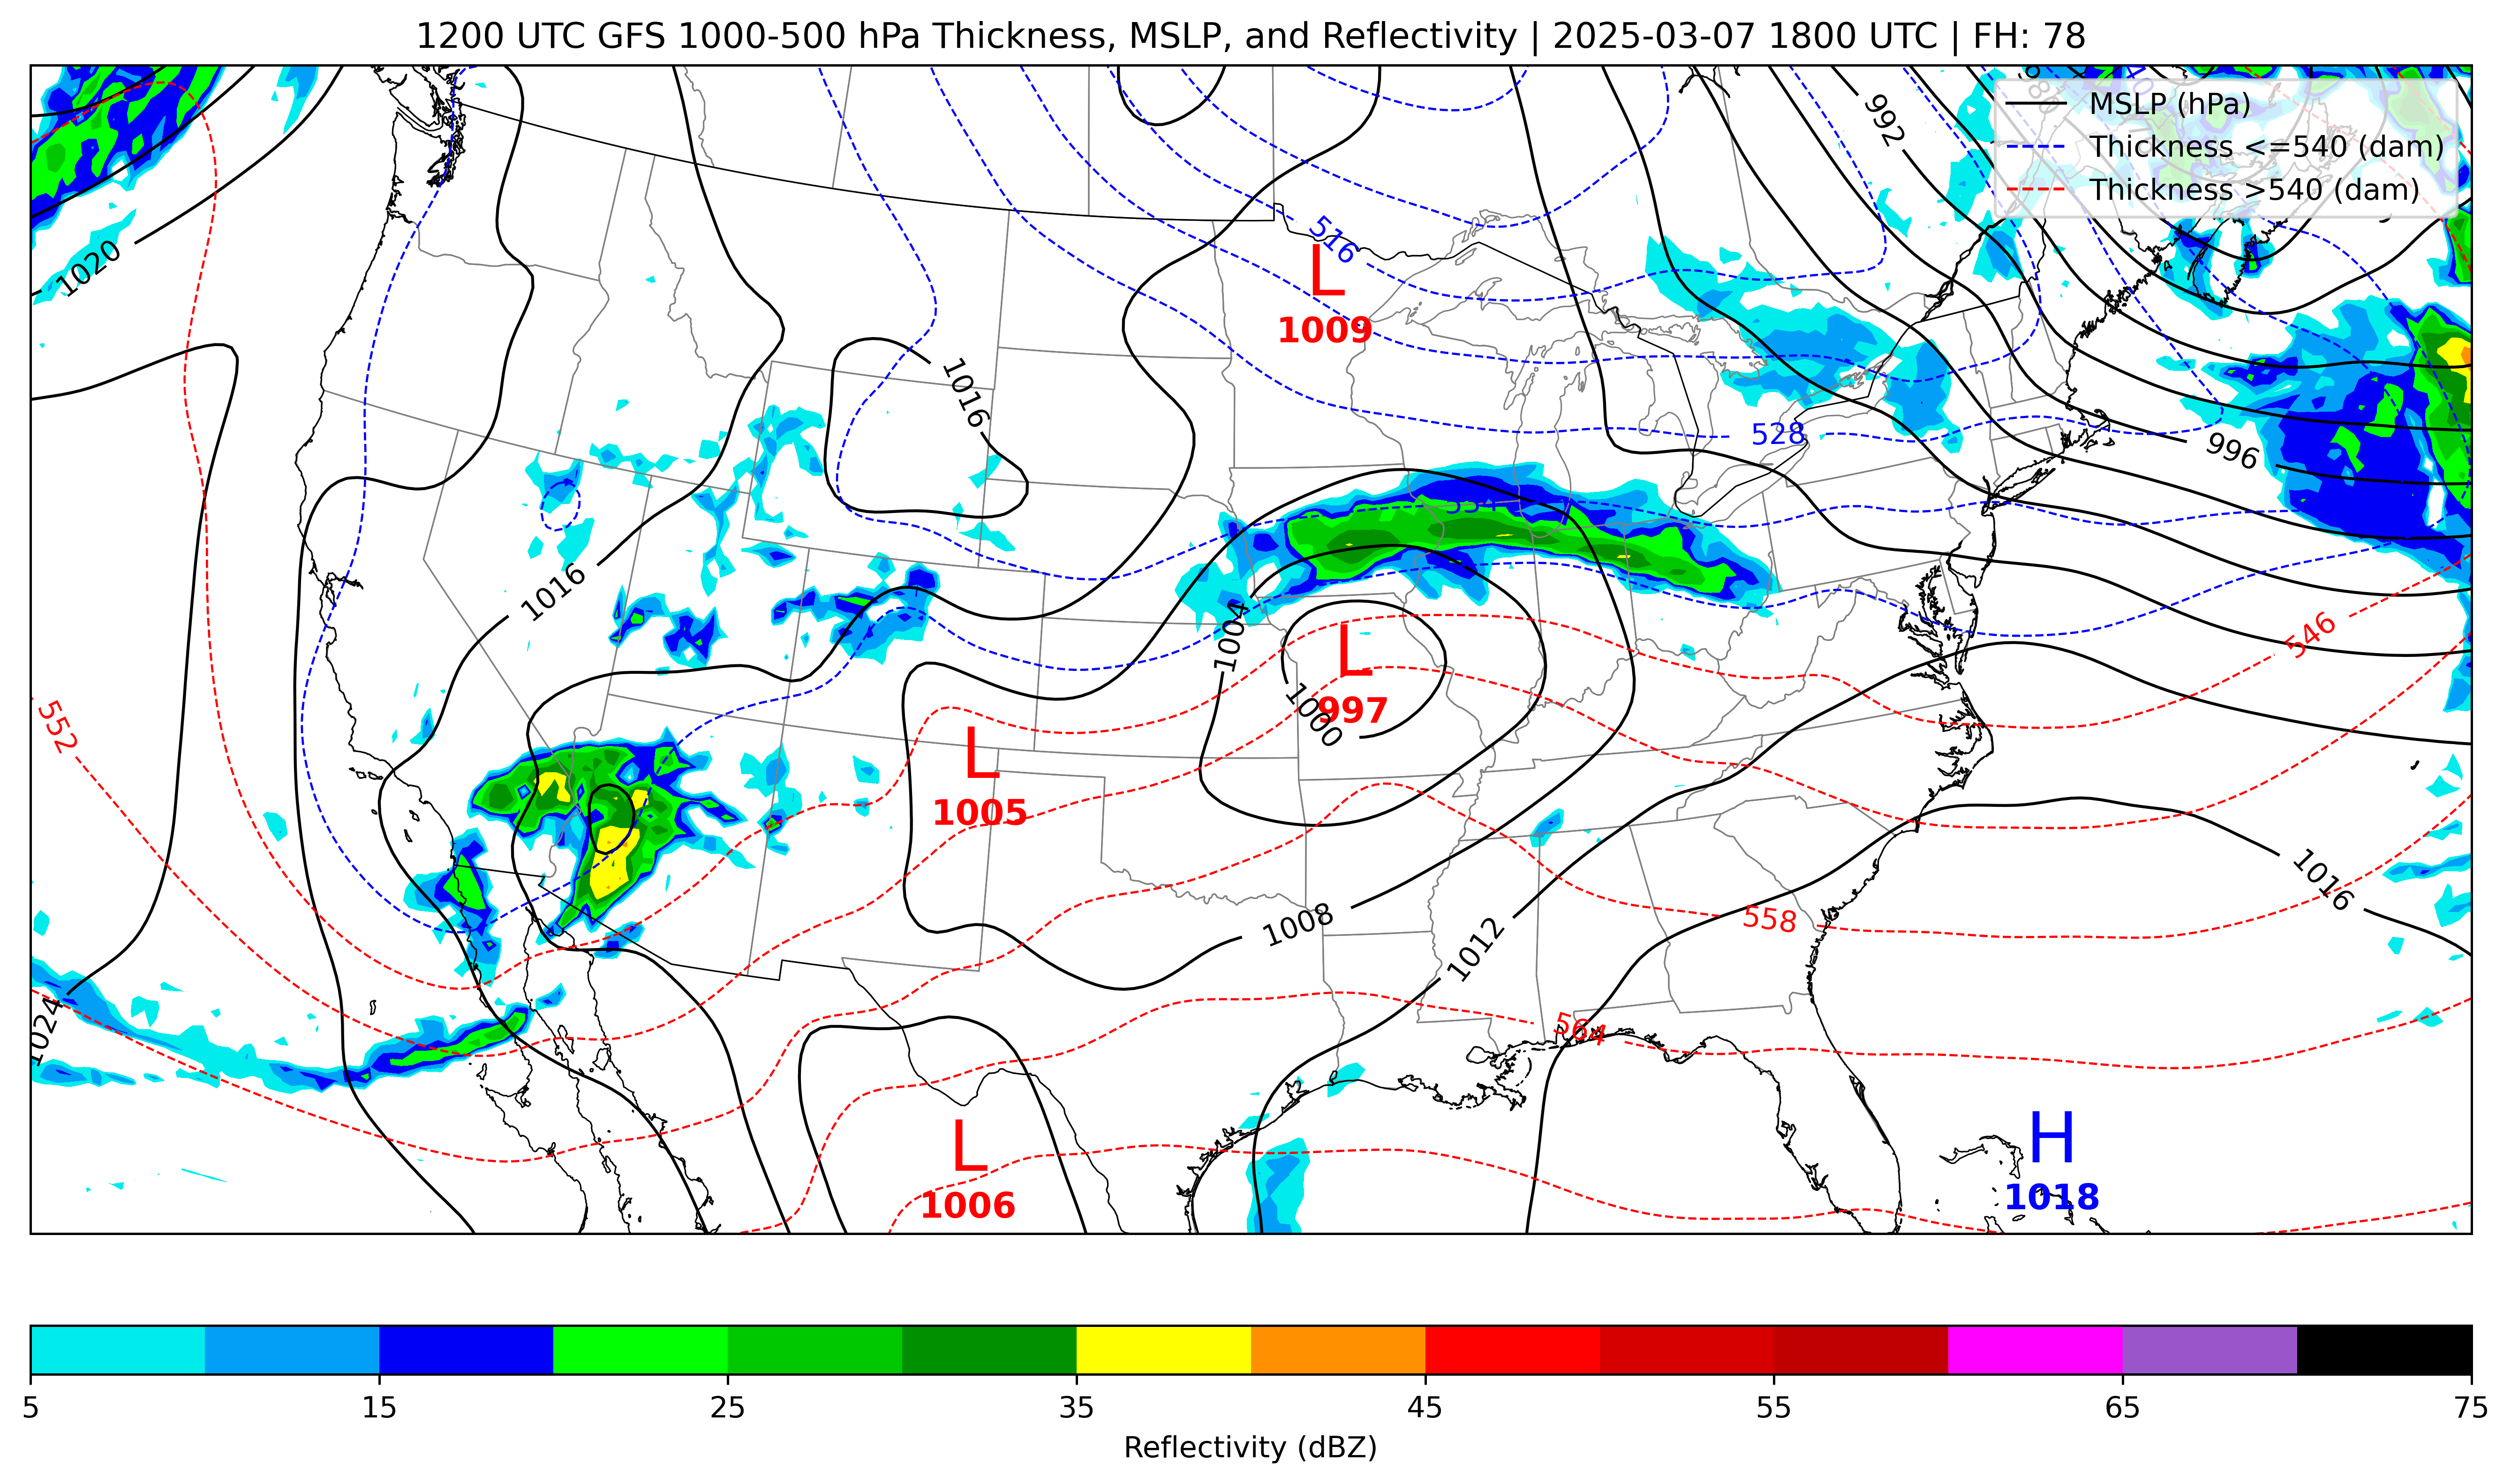 1200 UTC GFS 1000-500 hPa Thickness, MSLP, and Reflectivity | 2025-03-07 1800 UTC | FH: 78
MSLP (hPa)
Thickness <=540 (dam)
Thickness >540 (dam)
992
1020
516
L
1009
1016
528
996
1016
1004
546
L
997
1000
552
L
1005
1016
558
1008
1012
1024
564
L
1006
H
1018
5 15 25 35 45 55 65 75
Reflectivity (dBZ)